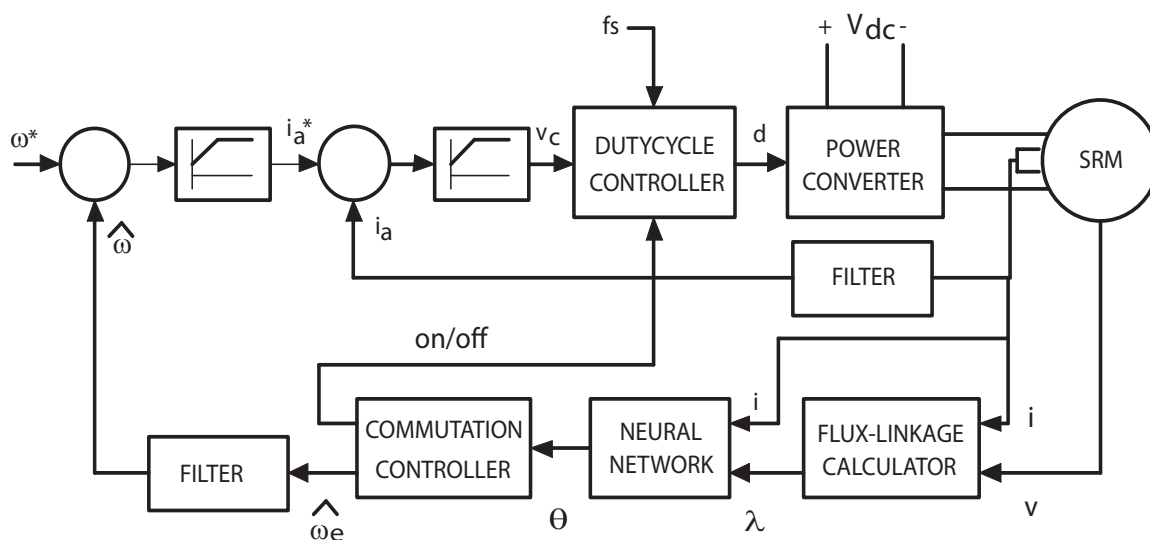 fs
+ Vdc -
ω*
ia*
vc
DUTYCYCLE
CONTROLLER
d
POWER
CONVERTER
SRM
ω̂
ia
FILTER
on/off
COMMUTATION
CONTROLLER
NEURAL
NETWORK
i
FLUX-LINKAGE
CALCULATOR
i
FILTER
ω̂e
θ
λ
v